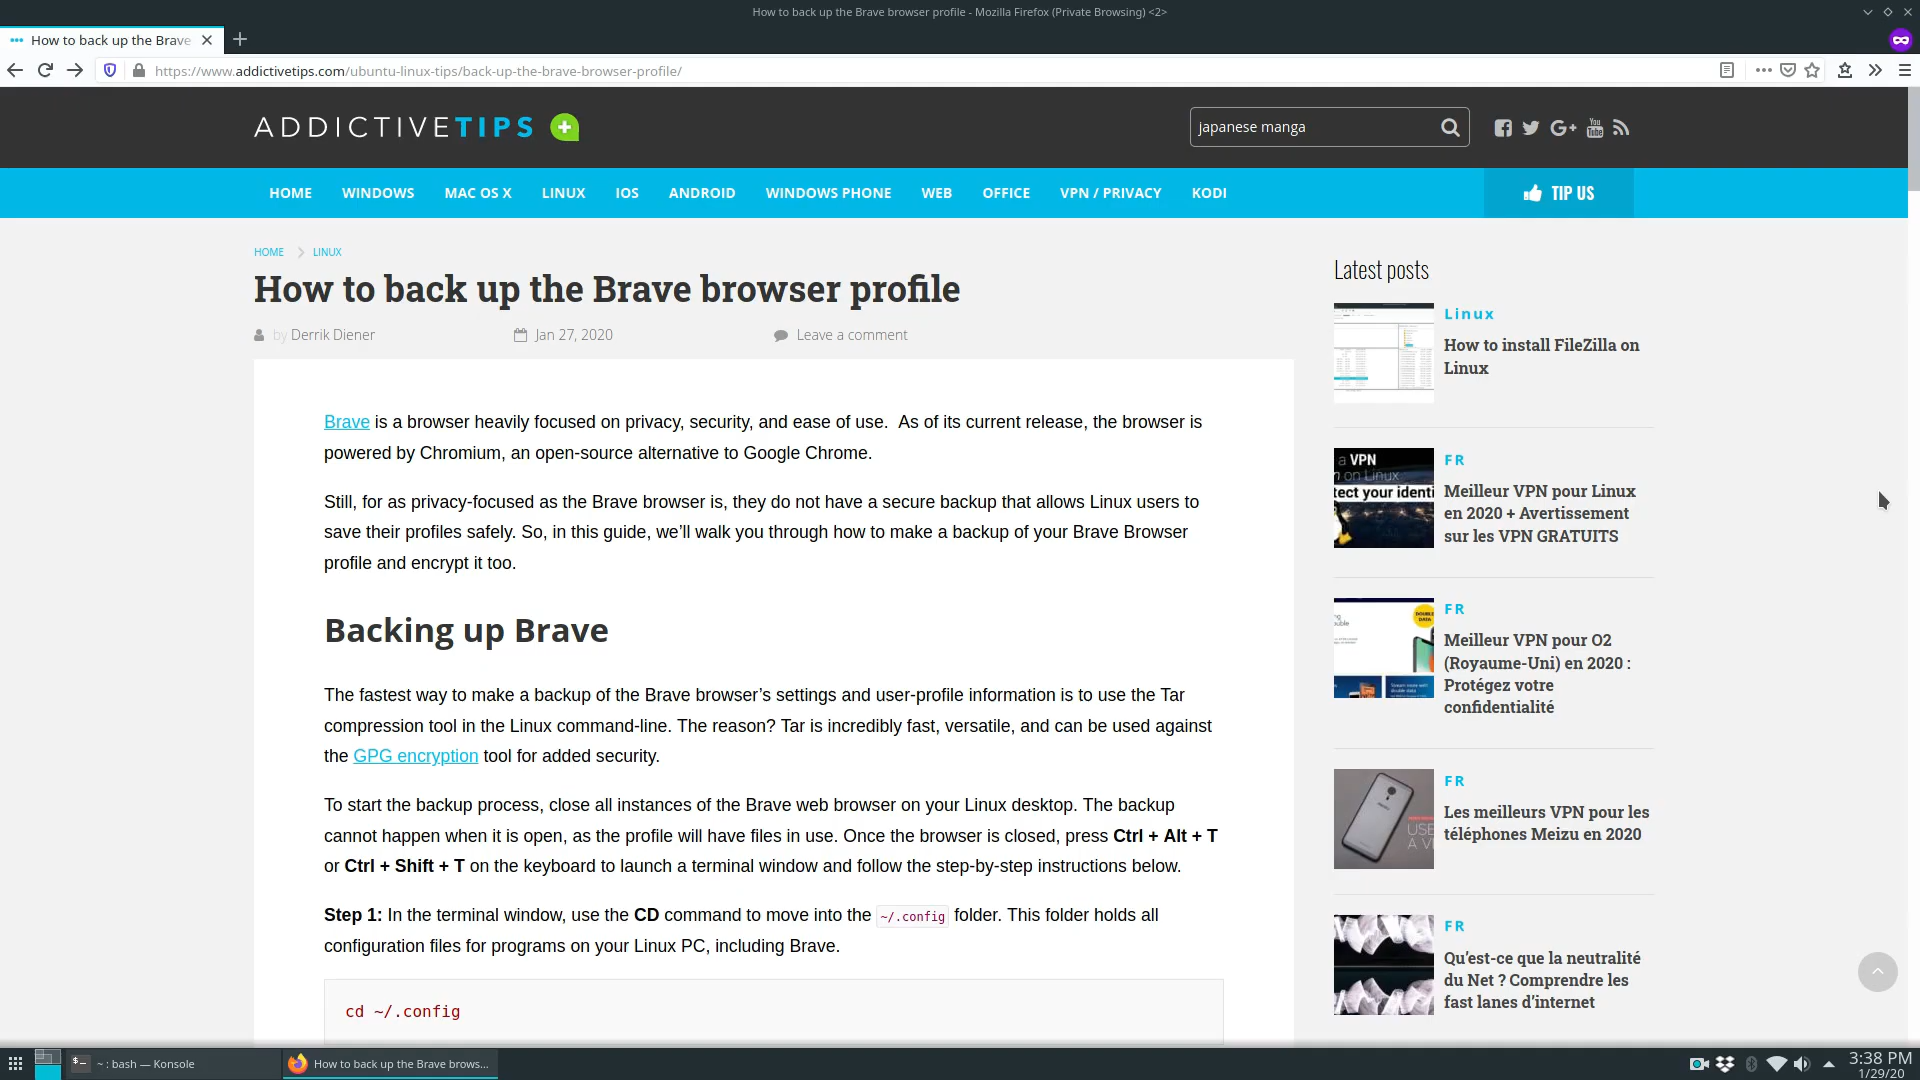 How to back up the Brave browser profile - Mozilla Firefox (Private Browsing) <2>
How to back up the Brave
https://www.addictivetips.com/ubuntu-linux-tips/back-up-the-brave-browser-profile/
ADDICTIVETIPS
japanese manga
You Tube
HOME WINDOWS MAC OS X LINUX IOS ANDROID WINDOWS PHONE WEB OFFICE VPN / PRIVACY KODI
TIP US
HOME LINUX
How to back up the Brave browser profile
by Derrik Diener Jan 27, 2020 Leave a comment
Brave is a browser heavily focused on privacy, security, and ease of use.  As of its current release, the browser is
powered by Chromium, an open-source alternative to Google Chrome.
Still, for as privacy-focused as the Brave browser is, they do not have a secure backup that allows Linux users to
save their profiles safely. So, in this guide, we’ll walk you through how to make a backup of your Brave Browser
profile and encrypt it too.
Backing up Brave
The fastest way to make a backup of the Brave browser’s settings and user-profile information is to use the Tar
compression tool in the Linux command-line. The reason? Tar is incredibly fast, versatile, and can be used against
the GPG encryption tool for added security.
To start the backup process, close all instances of the Brave web browser on your Linux desktop. The backup
cannot happen when it is open, as the profile will have files in use. Once the browser is closed, press Ctrl + Alt + T
or Ctrl + Shift + T on the keyboard to launch a terminal window and follow the step-by-step instructions below.
Step 1: In the terminal window, use the CD command to move into the ~/.config folder. This folder holds all
configuration files for programs on your Linux PC, including Brave.
cd ~/.config
Latest posts
Linux
How to install FileZilla on
Linux
a VPN
n on Linux
tect your identi
FR
Meilleur VPN pour Linux
en 2020 + Avertissement
sur les VPN GRATUITS
DOUBLE
DATA
FR
Meilleur VPN pour O2
(Royaume-Uni) en 2020 :
Protégez votre
confidentialité
USE
A V
FR
Les meilleurs VPN pour les
téléphones Meizu en 2020
FR
Qu’est-ce que la neutralité
du Net ? Comprendre les
fast lanes d’internet
~ : bash — Konsole
How to back up the Brave brows...
3:38 PM
1/29/20